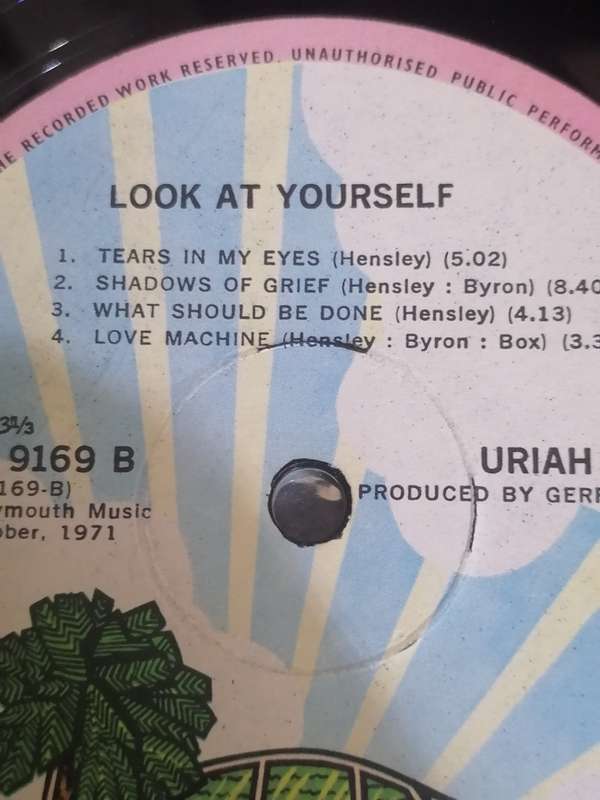 RECORDED WORK RESERVED. UNAUTHORISED PUBLIC PERFORM
LOOK AT YOURSELF
1. TEARS IN MY EYES (Hensley) (5.02)
2. SHADOWS OF GRIEF (Hensley : Byron) (8.40
3. WHAT SHOULD BE DONE (Hensley) (4.13)
4. LOVE MACHINE (Hensley : Byron : Box) (3.3
9169 B
169-B)
ymouth Music
ober, 1971
URIAH
PRODUCED BY GER